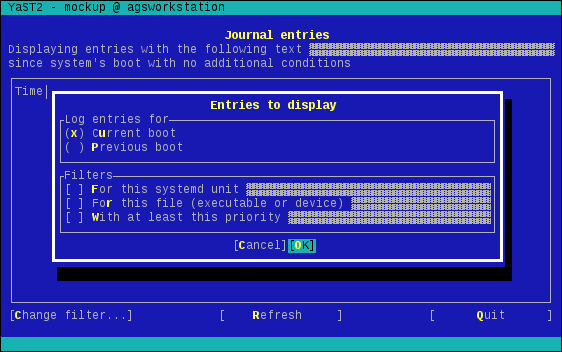 YaST2 - mockup @ agsworkstation
Journal entries
Displaying entries with the following text
since system's boot with no additional conditions
Time
Entries to display
Log entries for
(x) Current boot
( ) Previous boot
Filters
[ ] For this systemd unit
[ ] For this file (executable or device)
[ ] With at least this priority
[Cancel] [OK]
[Change filter...] [ Refresh ] [ Quit ]